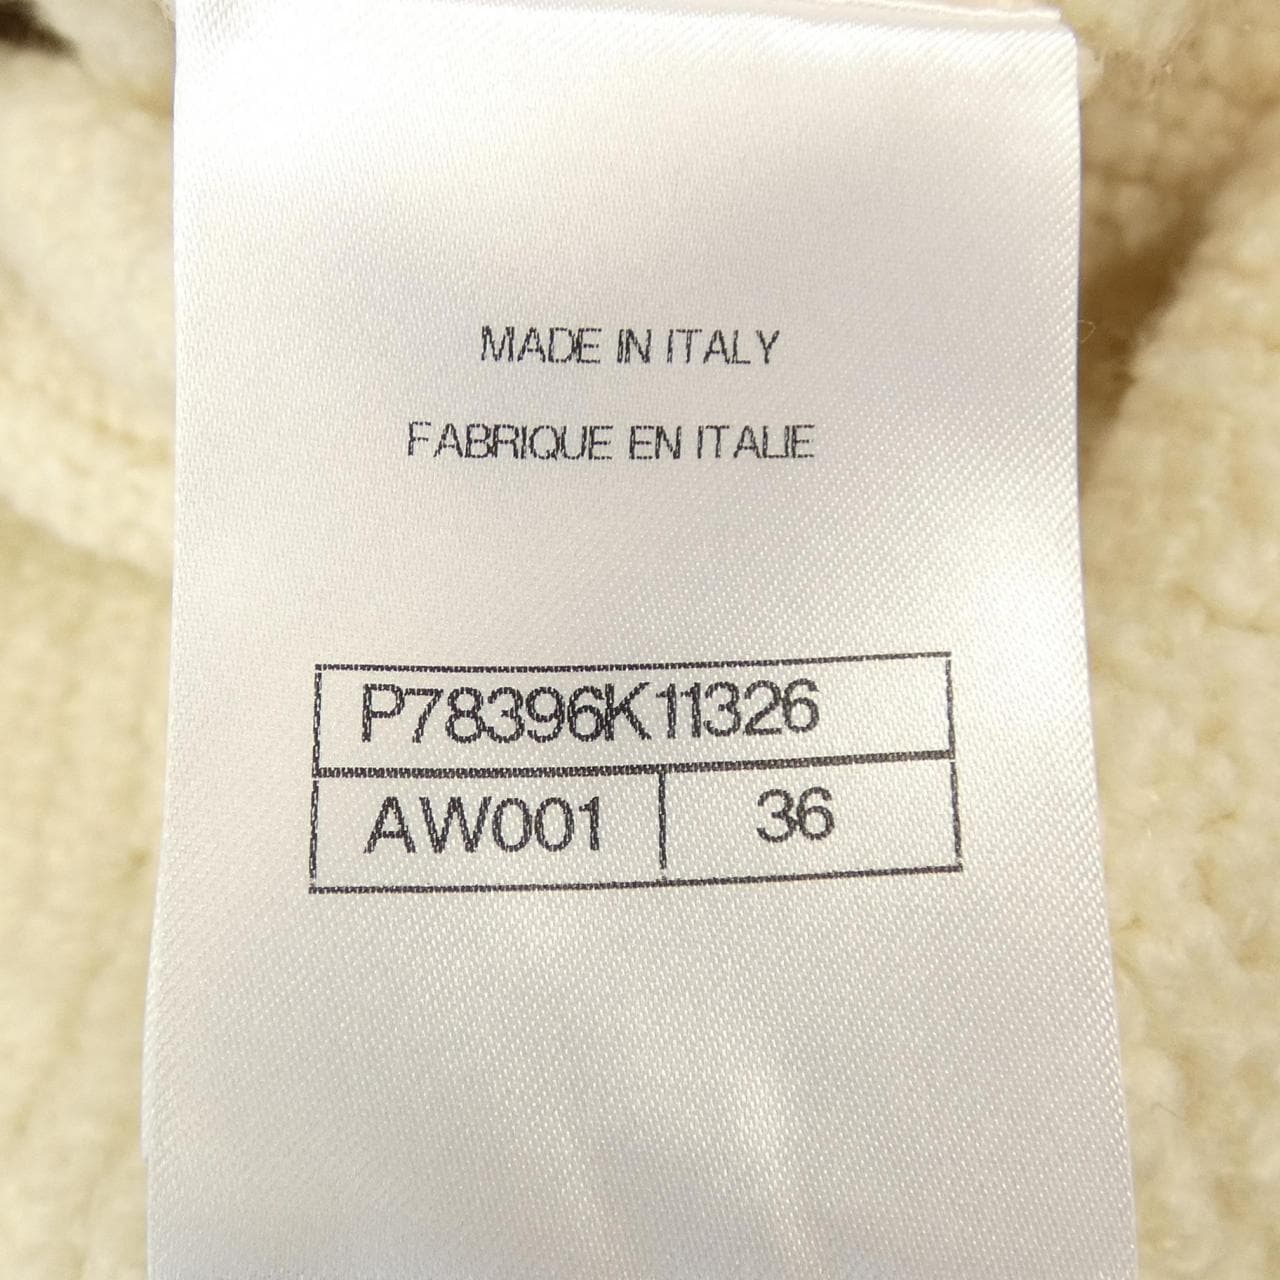 MADE IN ITALY
FABRIQUE EN ITALIE
P78396K11326
AW001 36